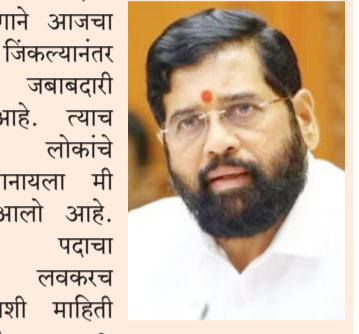 आजचा
जिंकल्यानंतर
जबाबदारी
आहे. त्याच
लोकांचे
मी
आलो आहे.
पदाचा
लवकरच
माहिती